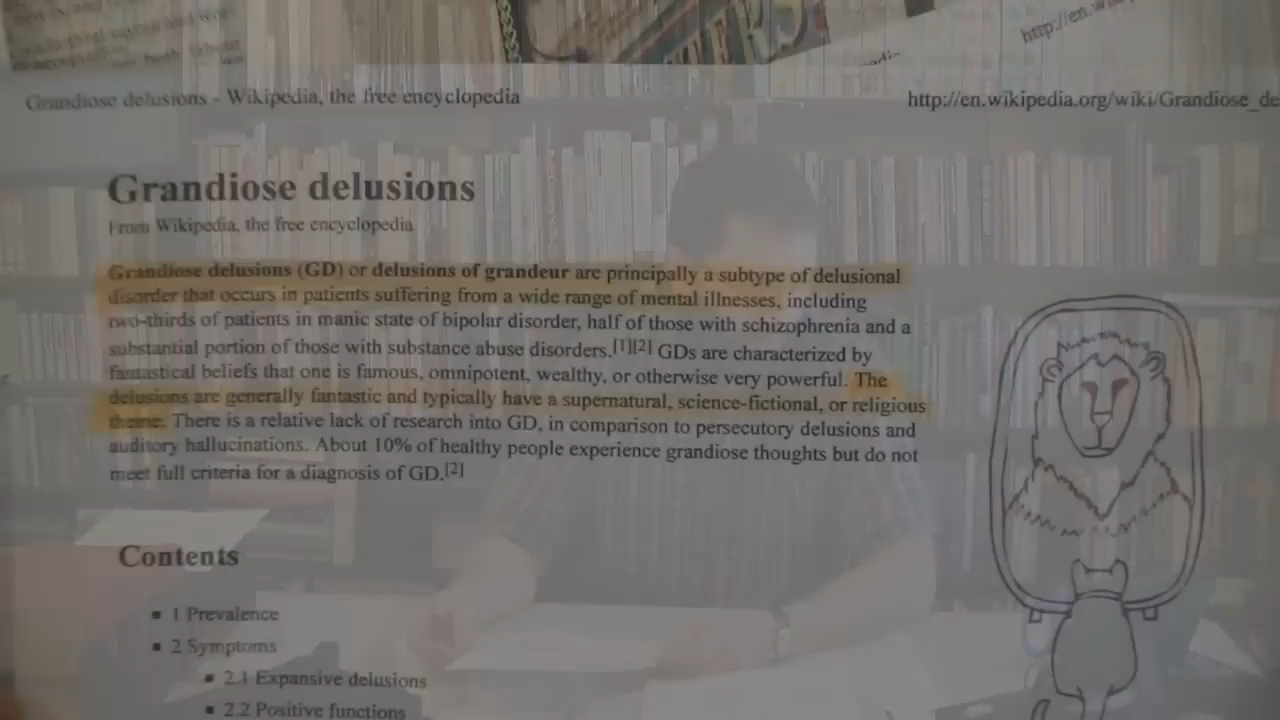 http://en.wi
Grandiose delusions - Wikipedia, the free encyclopedia
http://en.wikipedia.org/wiki/Grandiose_de
Grandiose delusions
From Wikipedia, the free encyclopedia
Grandiose delusions (GD) or delusions of grandeur are principally a subtype of delusional
disorder that occurs in patients suffering from a wide range of mental illnesses, including
two-thirds of patients in manic state of bipolar disorder, half of those with schizophrenia and a
substantial portion of those with substance abuse disorders.[1][2] GDs are characterized by
fantastical beliefs that one is famous, omnipotent, wealthy, or otherwise very powerful. The
delusions are generally fantastic and typically have a supernatural, science-fictional, or religious
theme. There is a relative lack of research into GD, in comparison to persecutory delusions and
auditory hallucinations. About 10% of healthy people experience grandiose thoughts but do not
meet full criteria for a diagnosis of GD.[2]
Contents
▪ 1 Prevalence
▪ 2 Symptoms
▪ 2.1 Expansive delusions
▪ 2.2 Positive functions